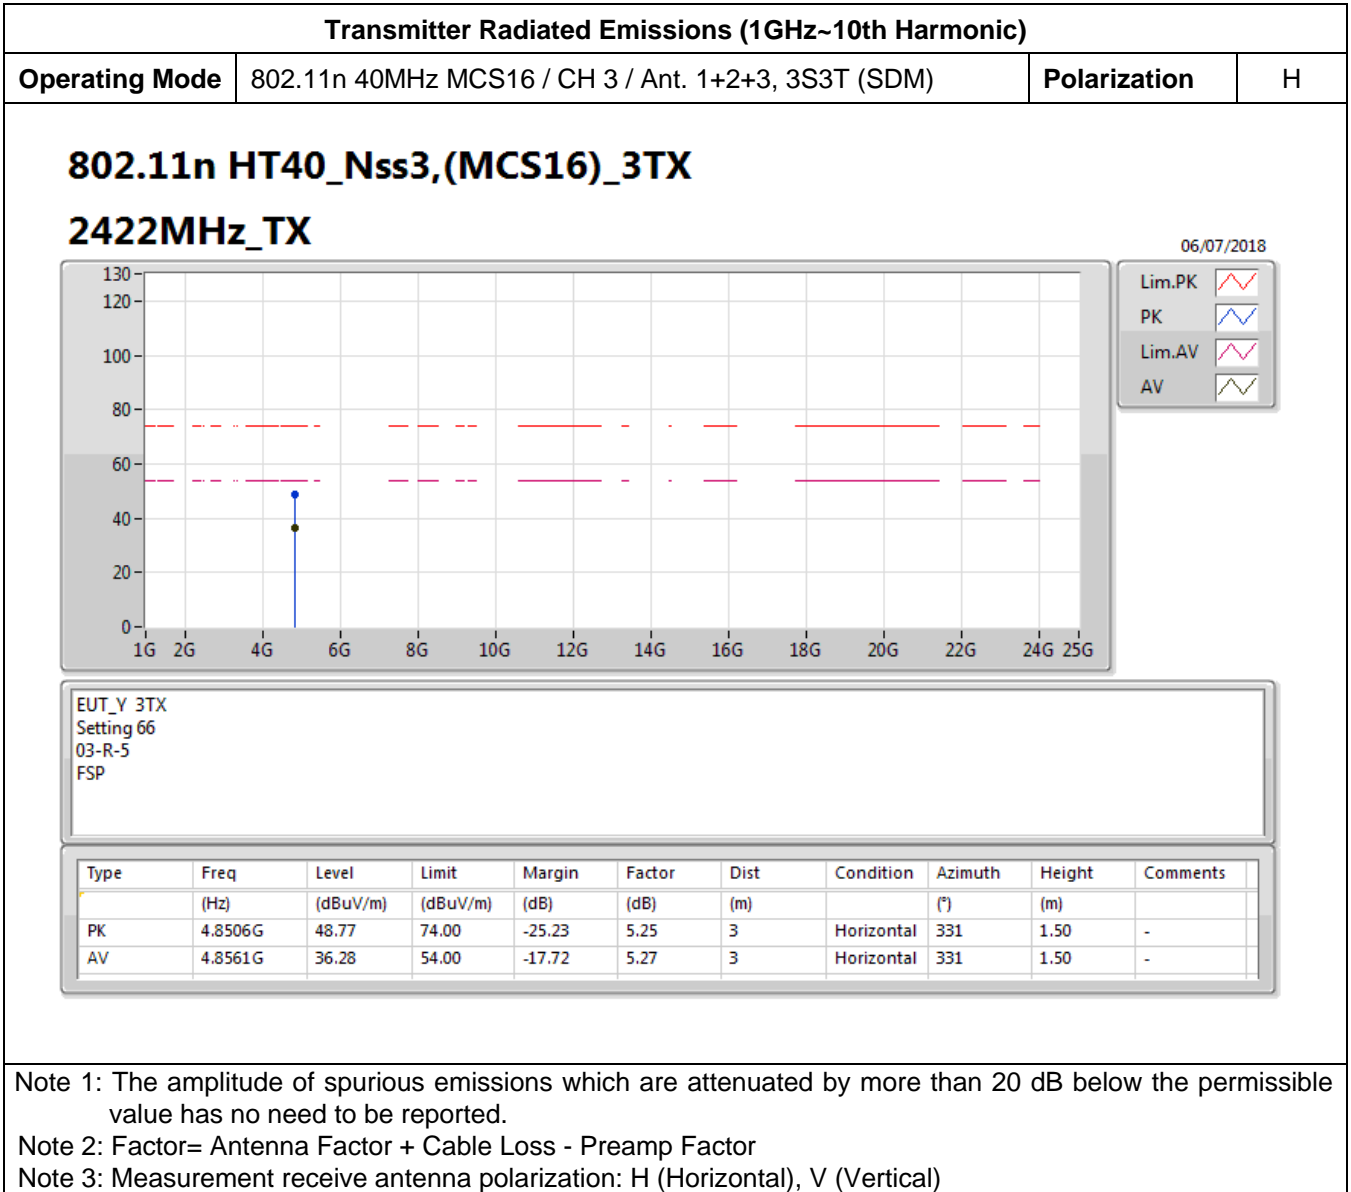 Transmitter Radiated Emissions (1GHz~10th Harmonic)
Operating Mode 802.11n 40MHz MCS16 / CH 3 / Ant. 1+2+3, 3S3T (SDM) Polarization H
802.11n HT40_Nss3,(MCS16)_3TX
2422MHz_TX
06/07/2018
130
120
100
80
60
40
20
0
1G 2G 4G 6G 8G 10G 12G 14G 16G 18G 20G 22G 24G 25G
Lim.PK
PK
Lim.AV
AV
EUT_Y 3TX
Setting 66
03-R-5
FSP
Type Freq Level Limit Margin Factor Dist Condition Azimuth Height Comments
(Hz) (dBuV/m) (dBuV/m) (dB) (dB) (m) (°) (m)
PK 4.8506G 48.77 74.00 -25.23 5.25 3 Horizontal 331 1.50 -
AV 4.8561G 36.28 54.00 -17.72 5.27 3 Horizontal 331 1.50 -
Note 1: The amplitude of spurious emissions which are attenuated by more than 20 dB below the permissible
value has no need to be reported.
Note 2: Factor= Antenna Factor + Cable Loss - Preamp Factor
Note 3: Measurement receive antenna polarization: H (Horizontal), V (Vertical)